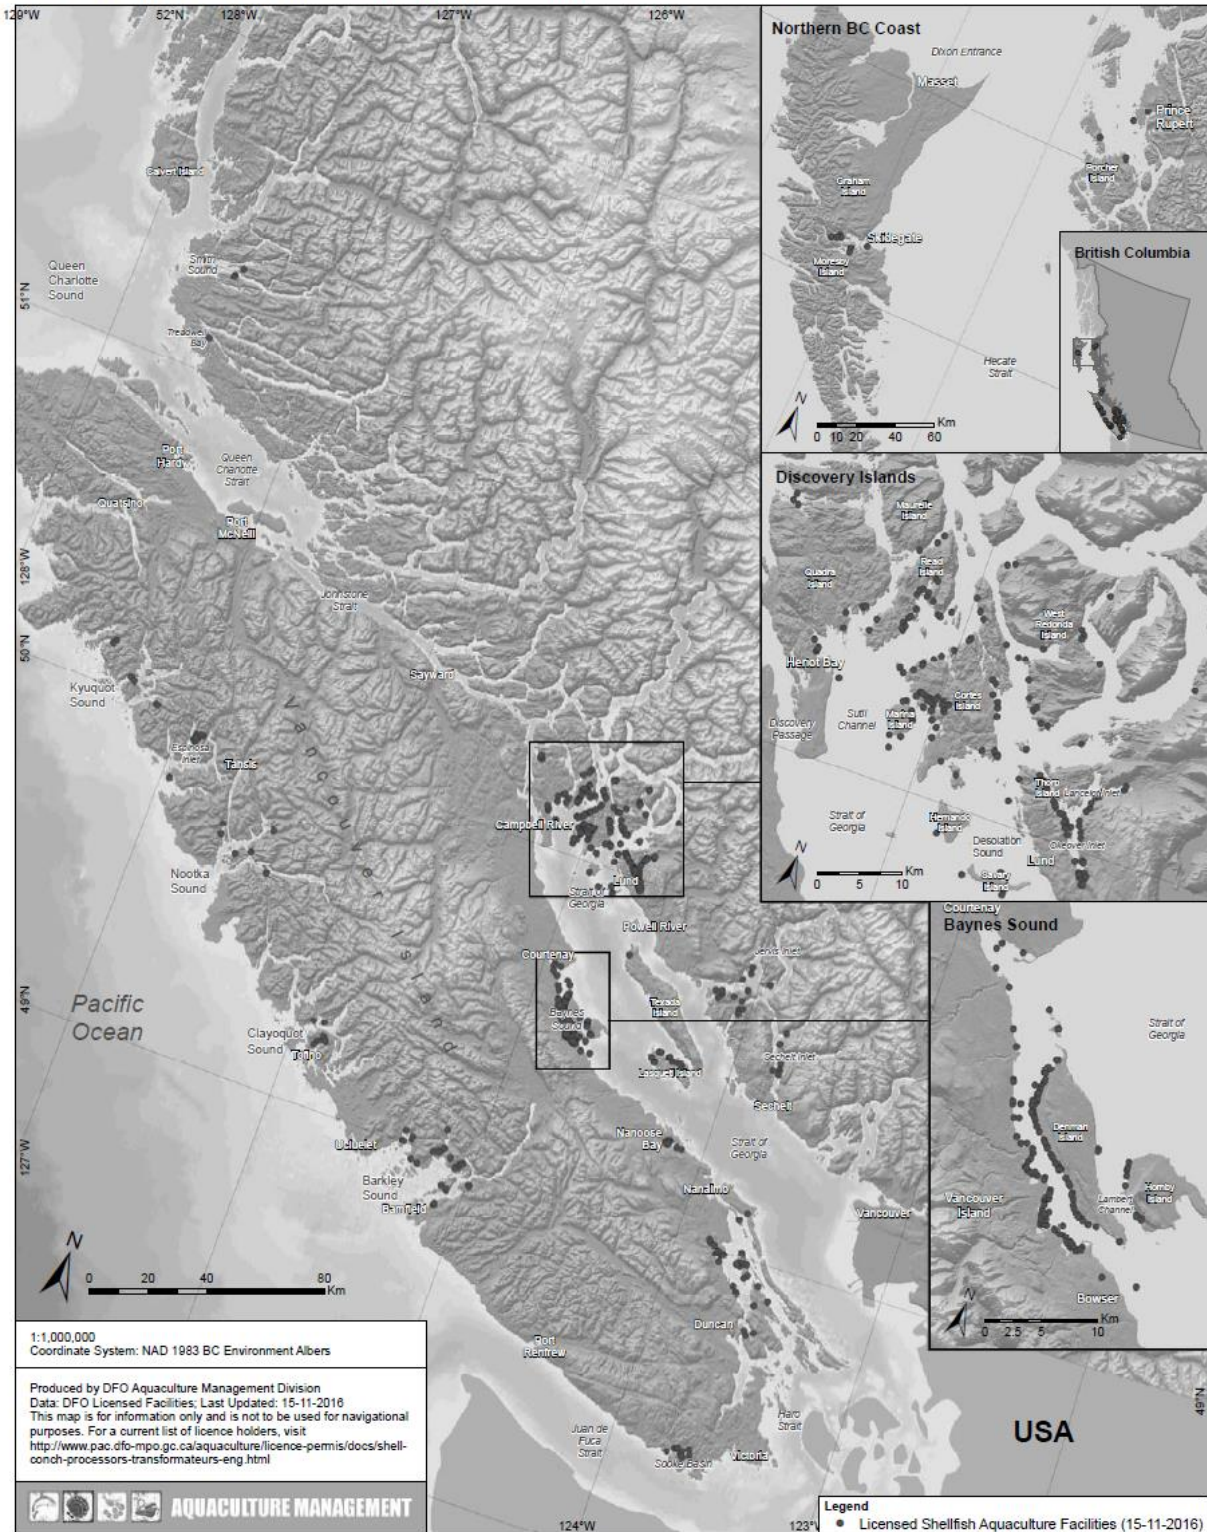 129°W
52°N
128°W
127°W
126°W
Calvert Island
Smith
Sound
Queen
Charlotte
Sound
51°N
Treadwell
Bay
Port
Hardy
Queen
Charlotte
Strait
Quatsino
Port
McNeill
128°W
Johnstone
Strait
50°N
Sayward
Kyuquot
Sound
Vancouver Island
Espinosa
Inlet
Tahsis
Campbell River
Lund
Nootka
Sound
Strait of
Georgia
Powell River
Courtenay
Jervis Inlet
49°N
Pacific
Ocean
Baynes
Sound
Texada
Island
Clayoquot
Sound
Tofino
Lasqueti Island
Sechelt Inlet
Sechelt
127°W
Ucluelet
Nanoose
Bay
Strait of
Georgia
Barkley
Sound
Bamfield
Nanaimo
Vancouver
N
0 20 40 80
Km
Duncan
Port
Renfrew
Haro
Strait
Juan de
Fuca
Strait
Sooke Basin
Victoria
USA
49°N
124°W
123°W
Northern BC Coast
Dixon Entrance
Masset
Prince
Rupert
Porcher
Island
Graham
Island
Skidegate
Moresby
Island
Hecate
Strait
N
0 10 20 40 60
Km
British Columbia
Discovery Islands
Maurelle
Island
Read
Island
Quadra
Island
West
Redonda
Island
Heriot Bay
Cortes
Island
Sutil
Channel
Marina
Island
Discovery
Passage
Thors
Island
Lancelot Inlet
Strait of
Georgia
Hernando
Island
Desolation
Sound
Okeover Inlet
Lund
Savary
Island
N
0 5 10
Km
Courtenay
Baynes Sound
Strait of
Georgia
Denman
Island
Vancouver
Island
Lambert
Channel
Hornby
Island
Bowser
N
0 2.5 5 10
Km
1:1,000,000
Coordinate System: NAD 1983 BC Environment Albers
Produced by DFO Aquaculture Management Division
Data: DFO Licensed Facilities; Last Updated: 15-11-2016
This map is for information only and is not to be used for navigational
purposes. For a current list of licence holders, visit
http://www.pac.dfo-mpo.gc.ca/aquaculture/licence-permis/docs/shell-
conch-processors-transformateurs-eng.html
AQUACULTURE MANAGEMENT
Legend
Licensed Shellfish Aquaculture Facilities (15-11-2016)